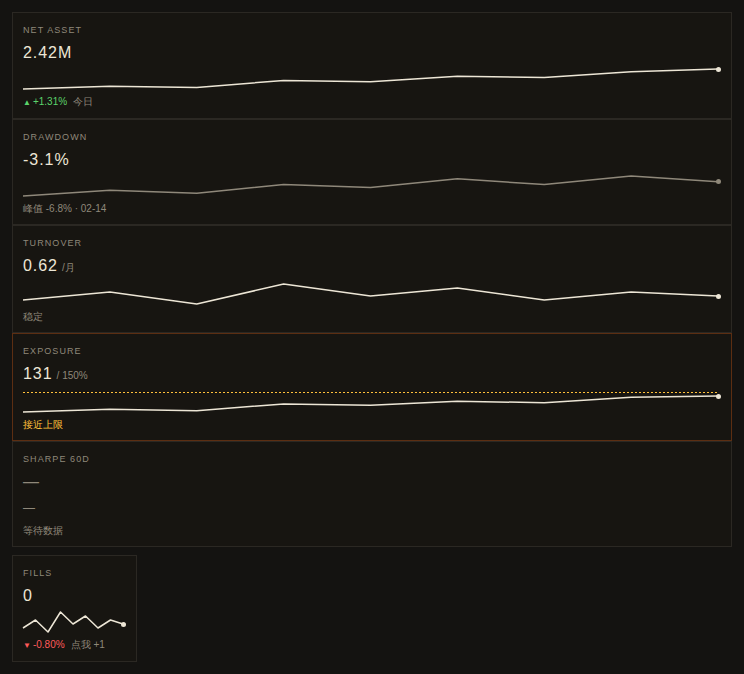 NET ASSET
2.42M
▲ +1.31% 今日
DRAWDOWN
-3.1%
峰值 -6.8% · 02-14
TURNOVER
0.62 /月
稳定
EXPOSURE
131 / 150%
接近上限
SHARPE 60D
—
—
等待数据
FILLS
0
▼ -0.80% 点我 +1